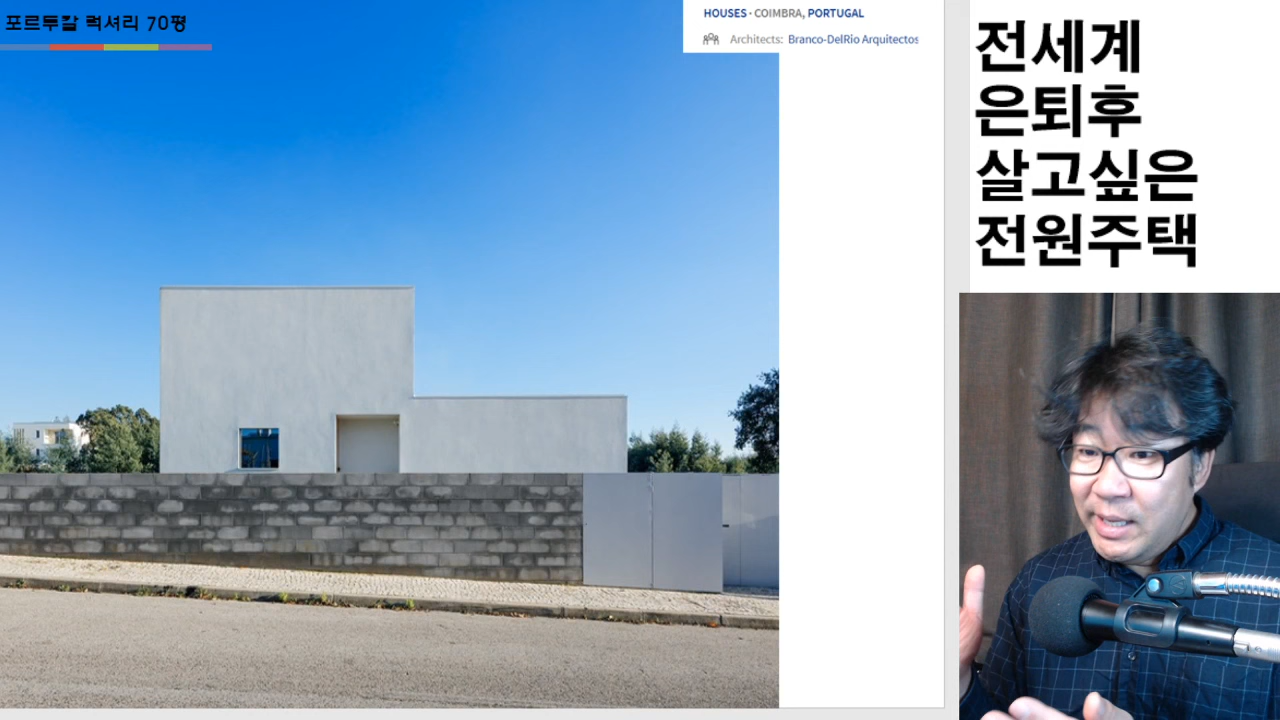 포르투갈 럭셔리 70평
HOUSES · COIMBRA, PORTUGAL
Architects: Branco-DelRio Arquitectos
전세계
은퇴후
살고싶은
전원주택